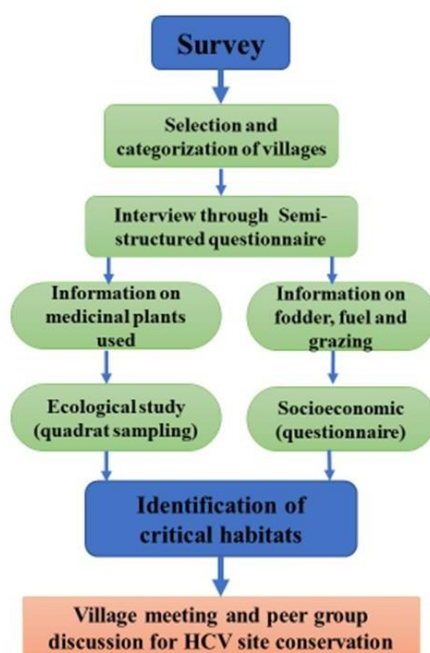 Survey
Selection and
categorization of villages
Interview through Semi-
structured questionnaire
Information on
medicinal plants
used
Information on
fodder, fuel and
grazing
Ecological study
(quadrat sampling)
Socioeconomic
(questionnaire)
Identification of
critical habitats
Village meeting and peer group
discussion for HCV site conservation